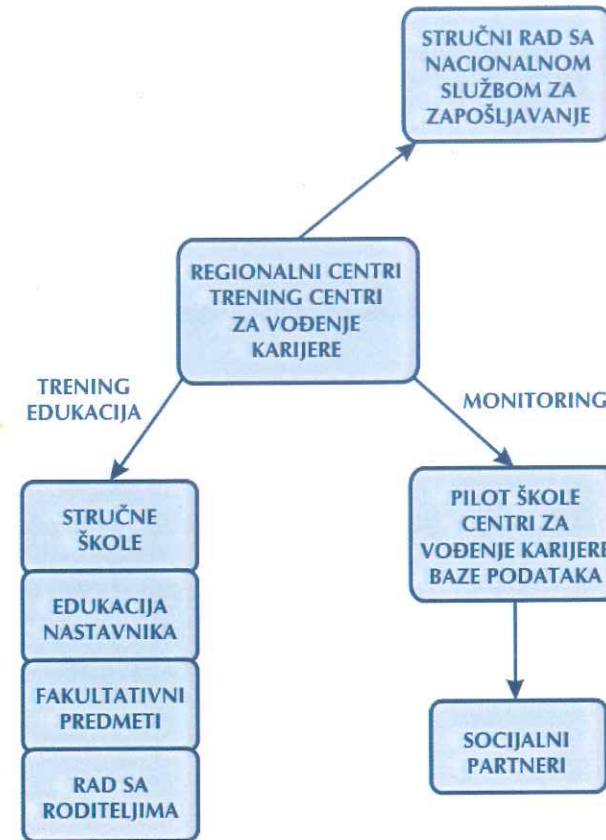 STRUČNI RAD SA
NACIONALNOM
SLUŽBOM ZA
ZAPOŠLJAVANJE
REGIONALNI CENTRI
TRENING CENTRI
ZA VOĐENJE
KARIJERE
TRENING
EDUKACIJA
MONITORING
STRUČNE
ŠKOLE
EDUKACIJA
NASTAVNIKA
FAKULTATIVNI
PREDMETI
RAD SA
RODITELJIMA
PILOT ŠKOLE
CENTRI ZA
VOĐENJE KARIJERE
BAZE PODATAKA
SOCIJALNI
PARTNERI